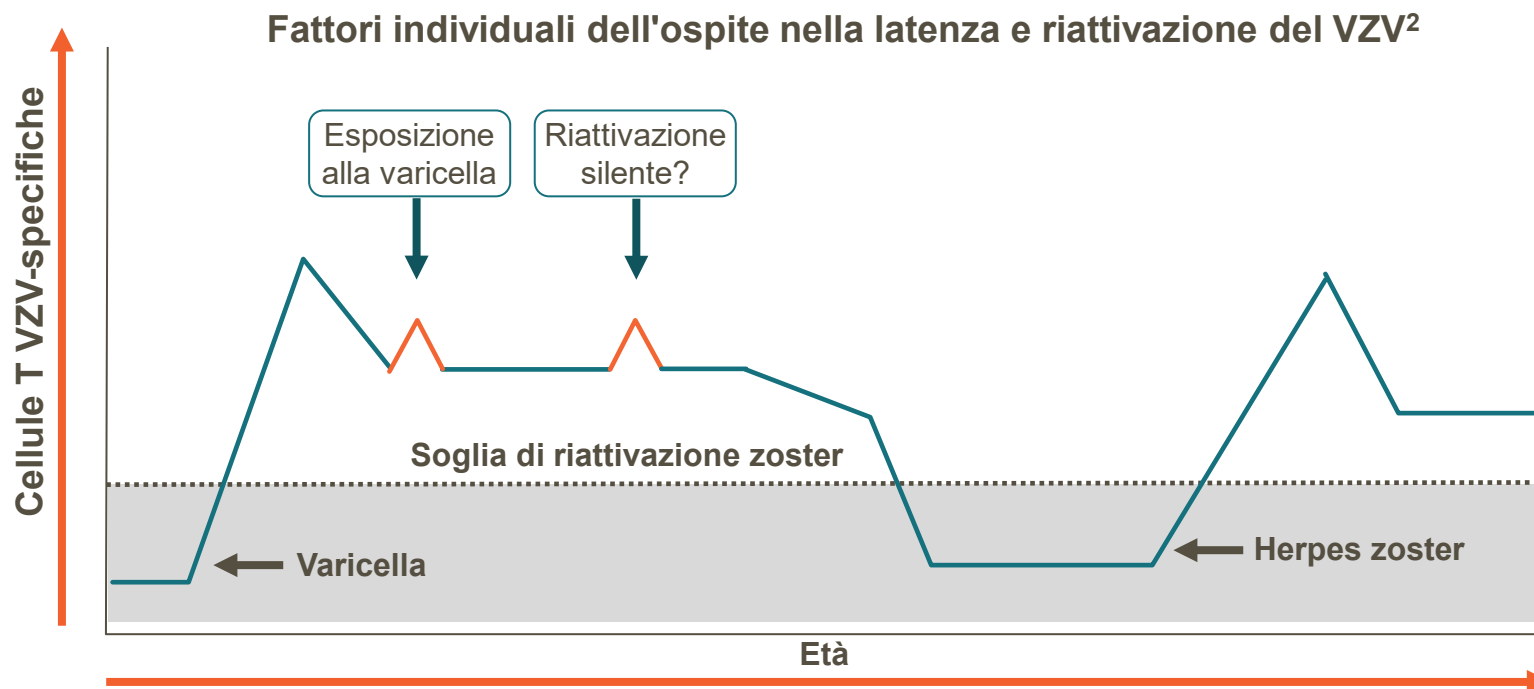 Fattori individuali dell'ospite nella latenza e riattivazione del VZV²
Cellule T VZV-specifiche
Esposizione
alla varicella
Riattivazione
silente?
Soglia di riattivazione zoster
Varicella
Herpes zoster
Età